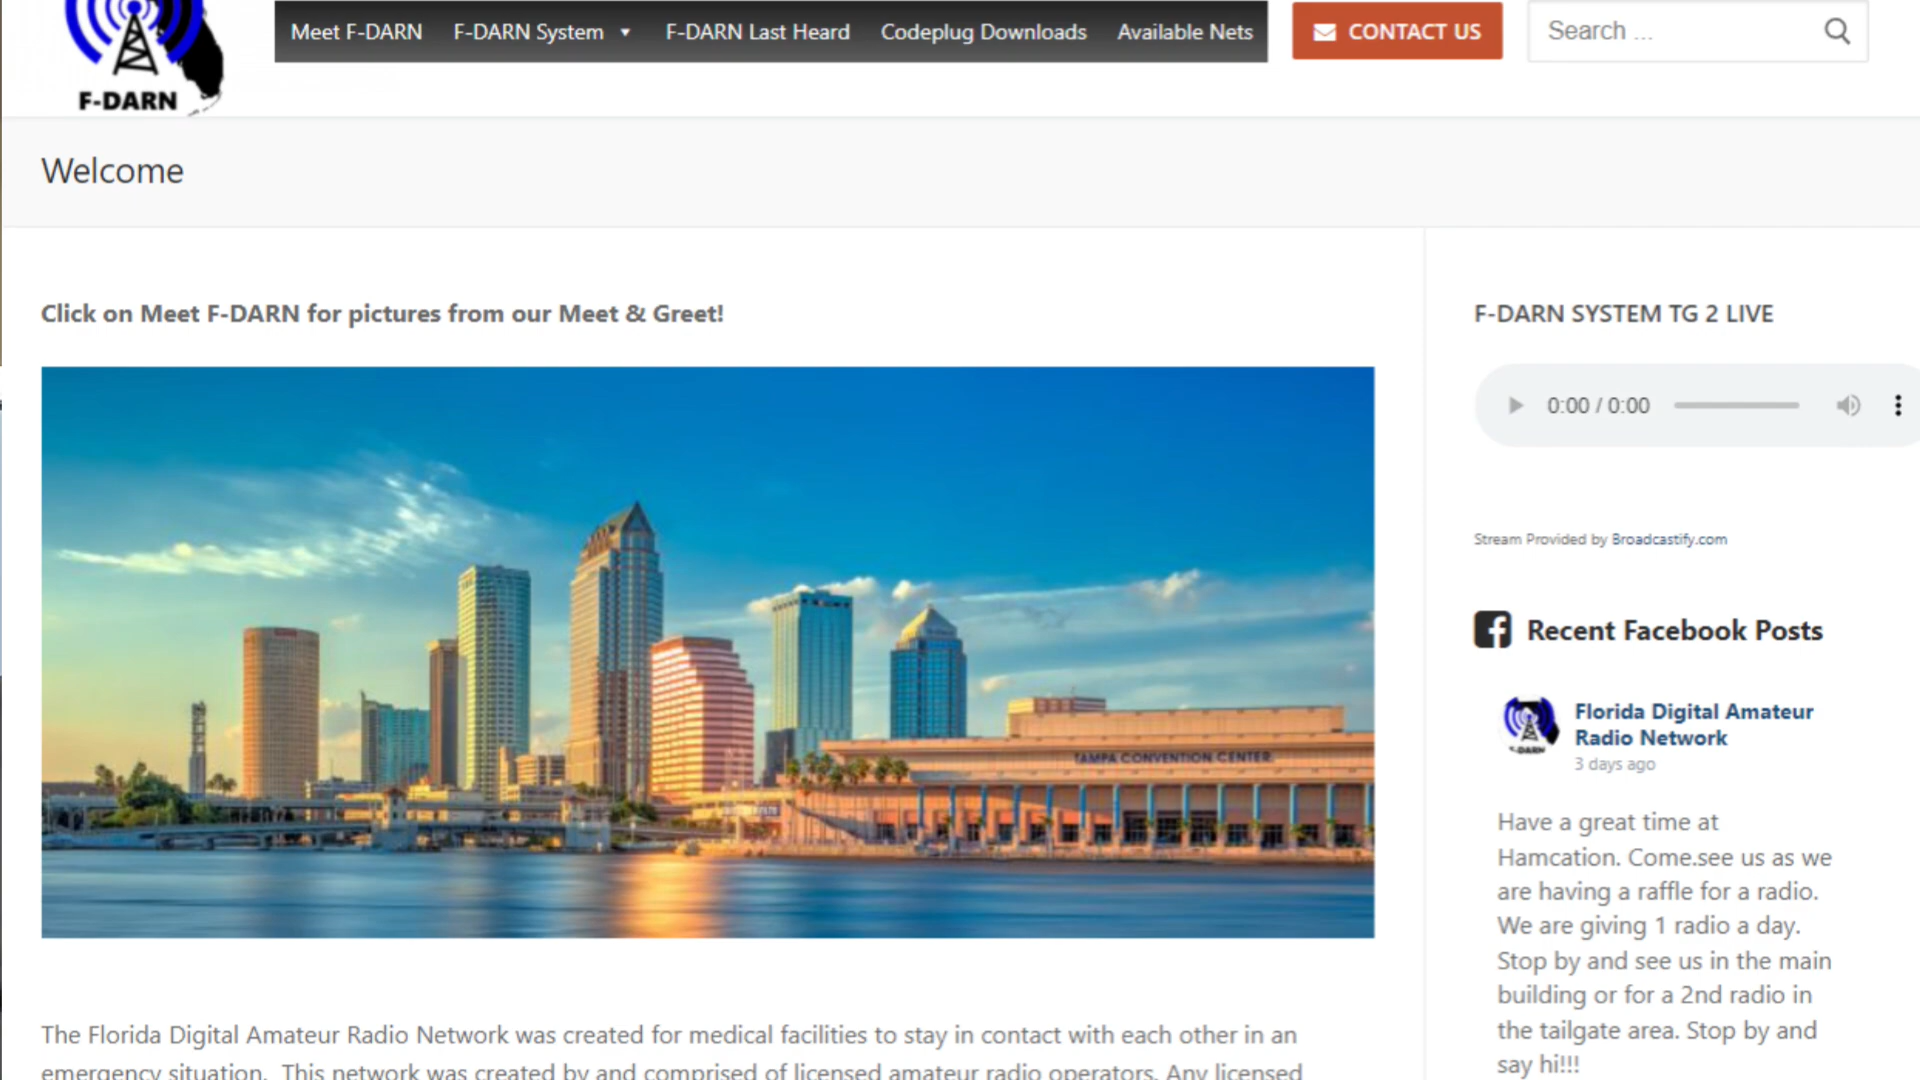 F-DARN
Meet F-DARN
F-DARN System
F-DARN Last Heard
Codeplug Downloads
Available Nets
CONTACT US
Search ...
Welcome
Click on Meet F-DARN for pictures from our Meet & Greet!
TAMPA CONVENTION CENTER
The Florida Digital Amateur Radio Network was created for medical facilities to stay in contact with each other in an
emergency situation. This network was created by and comprised of licensed amateur radio operators. Any licensed
F-DARN SYSTEM TG 2 LIVE
0:00 / 0:00
Stream Provided by Broadcastify.com
Recent Facebook Posts
Florida Digital Amateur
Radio Network
3 days ago
Have a great time at
Hamcation. Come.see us as we
are having a raffle for a radio.
We are giving 1 radio a day.
Stop by and see us in the main
building or for a 2nd radio in
the tailgate area. Stop by and
say hi!!!